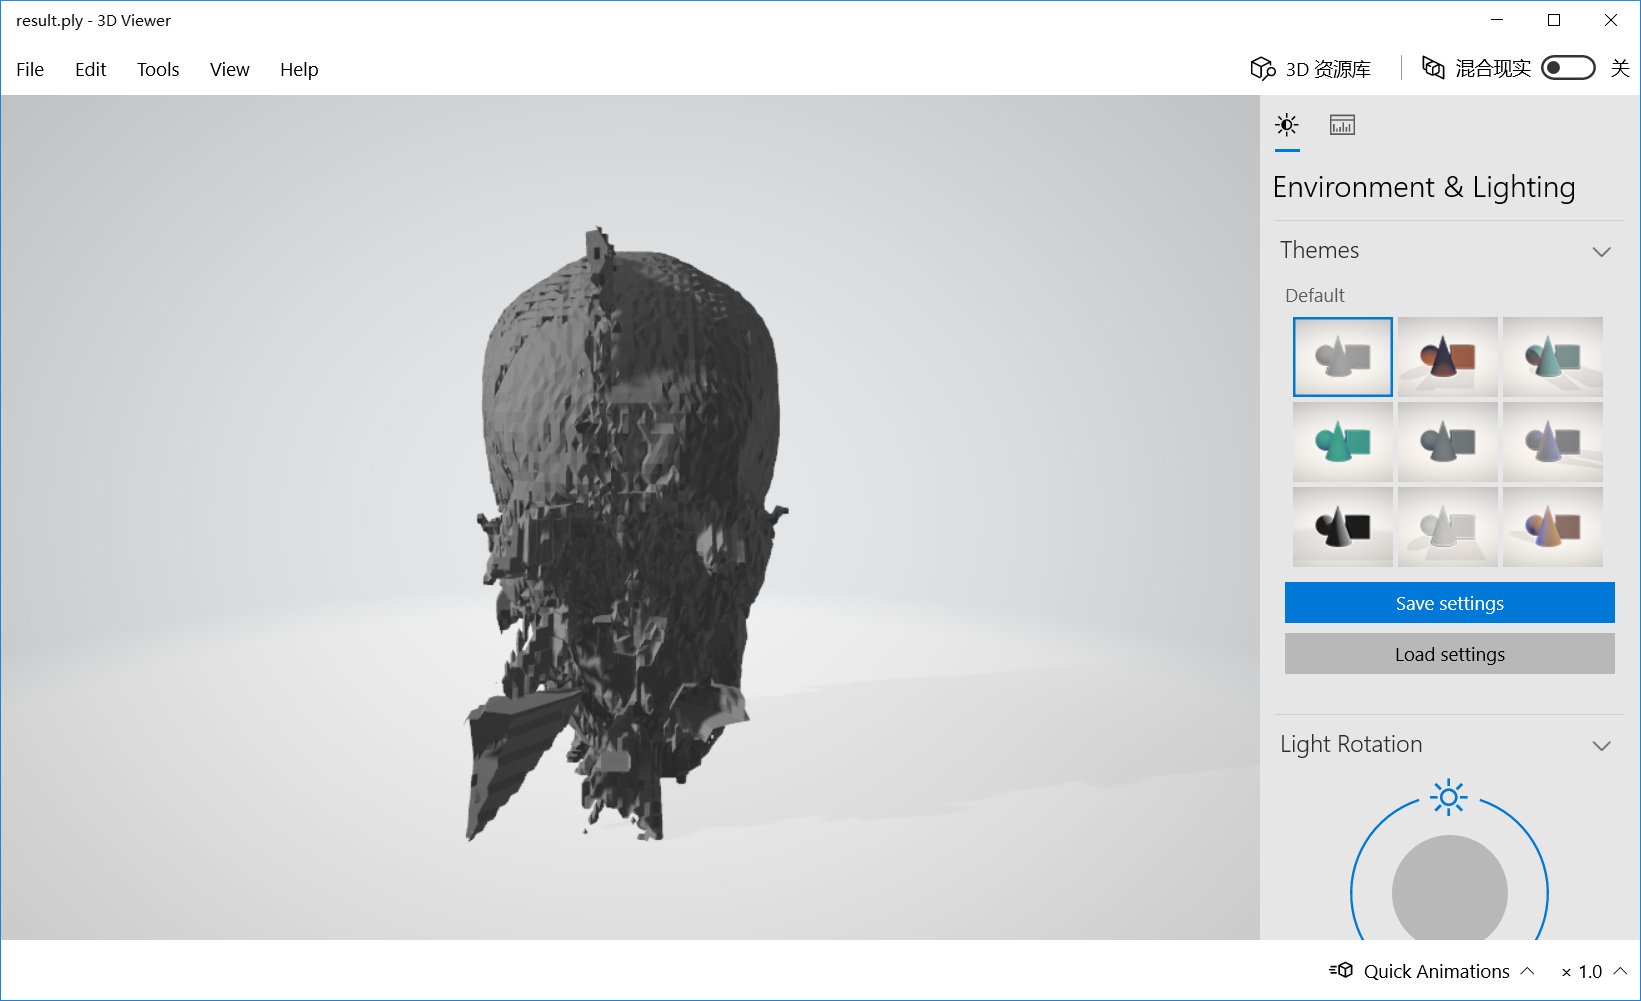 result.ply - 3D Viewer
File Edit Tools View Help
3D 资源库 混合现实 关
Environment & Lighting
Themes
Default
Save settings
Load settings
Light Rotation
Quick Animations × 1.0